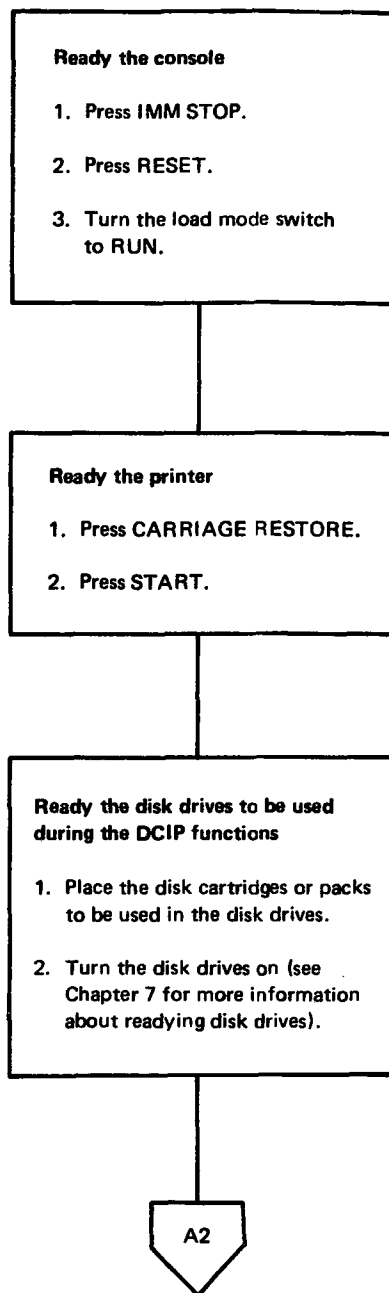 Ready the console
1. Press IMM STOP.
2. Press RESET.
3. Turn the load mode switch
to RUN.
Ready the printer
1. Press CARRIAGE RESTORE.
2. Press START.
Ready the disk drives to be used
during the DCIP functions
1. Place the disk cartridges or packs
to be used in the disk drives.
2. Turn the disk drives on (see
Chapter 7 for more information
about readying disk drives).
A2